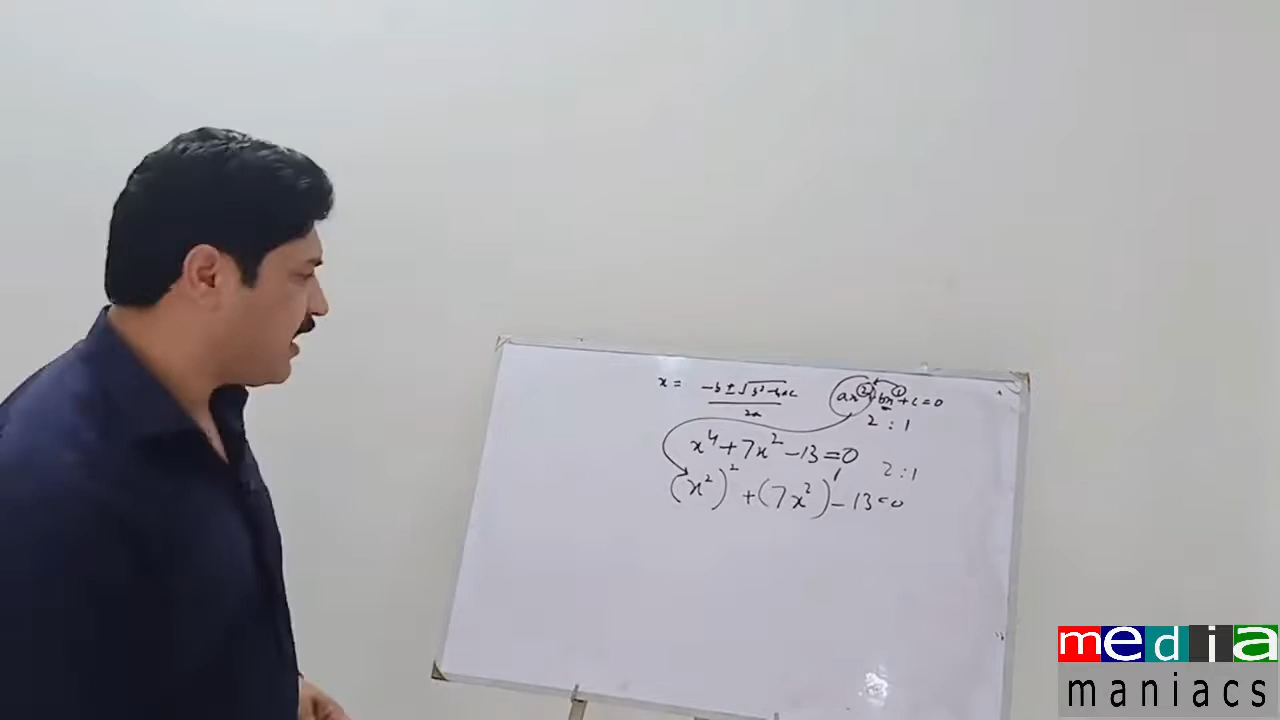 x = (-b ± √(b² - 4ac)) / 2a
ax² + bx¹ + c = 0
2 : 1
x⁴ + 7x² - 13 = 0
2 : 1
(x²)² + (7x²)¹ - 13 = 0
media
maniacs